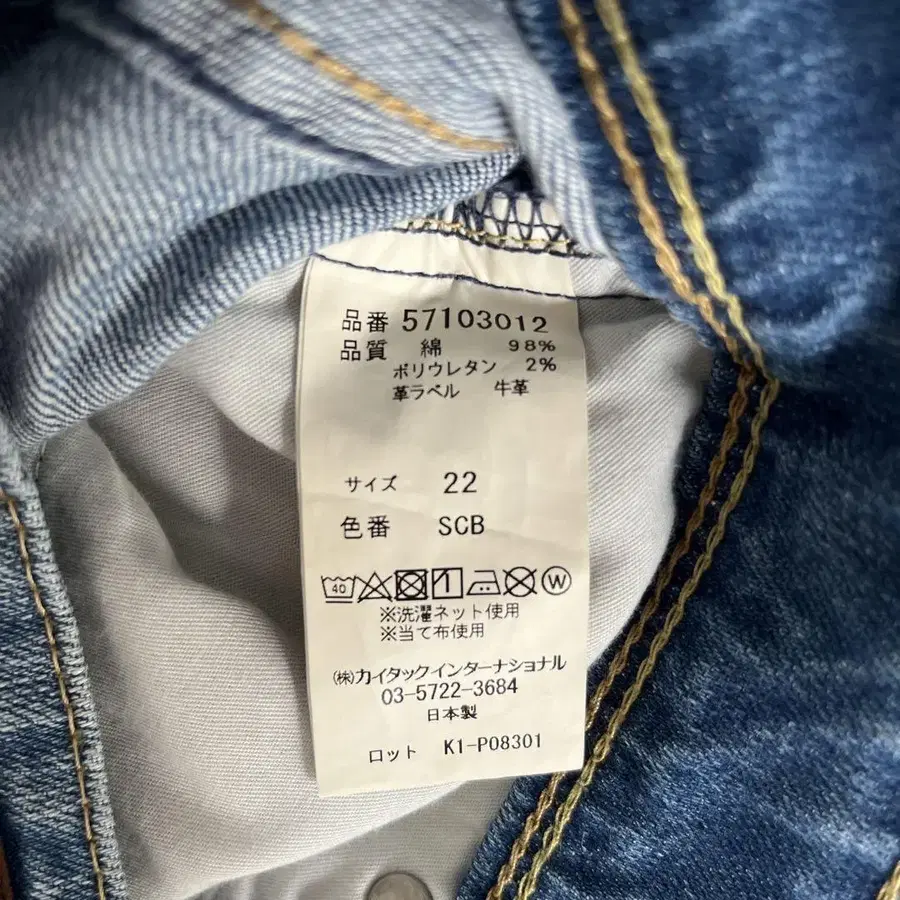 品番 57103012
品質 綿 98%
ポリウレタン 2%
革ラベル 牛革
サイズ 22
色番 SCB
40 W
※洗濯ネット使用
※当て布使用
㈱カイタックインターナショナル
03-5722-3684
日本製
ロット K1-P08301